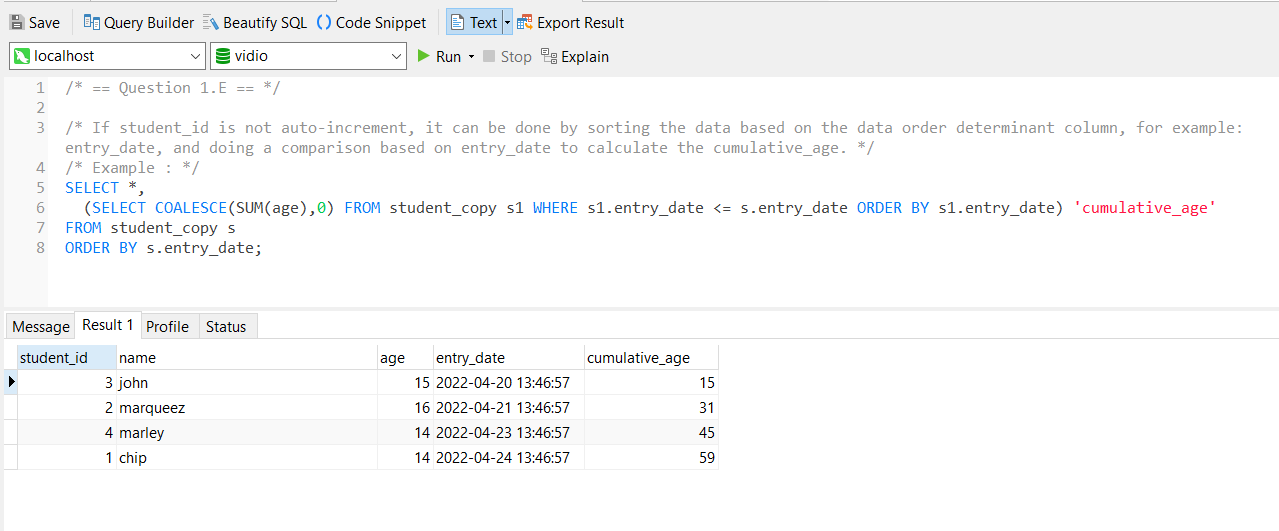 Save Query Builder Beautify SQL () Code Snippet Text Export Result
localhost vidio Run Stop Explain
1 /* == Question 1.E == */
2
3 /* If student_id is not auto-increment, it can be done by sorting the data based on the data order determinant column, for example:
entry_date, and doing a comparison based on entry_date to calculate the cumulative_age. */
4 /* Example : */
5 SELECT *,
6 (SELECT COALESCE(SUM(age),0) FROM student_copy s1 WHERE s1.entry_date <= s.entry_date ORDER BY s1.entry_date) 'cumulative_age'
7 FROM student_copy s
8 ORDER BY s.entry_date;
Message Result 1 Profile Status
student_id name age entry_date cumulative_age
3 john 15 2022-04-20 13:46:57 15
2 marqueez 16 2022-04-21 13:46:57 31
4 marley 14 2022-04-23 13:46:57 45
1 chip 14 2022-04-24 13:46:57 59